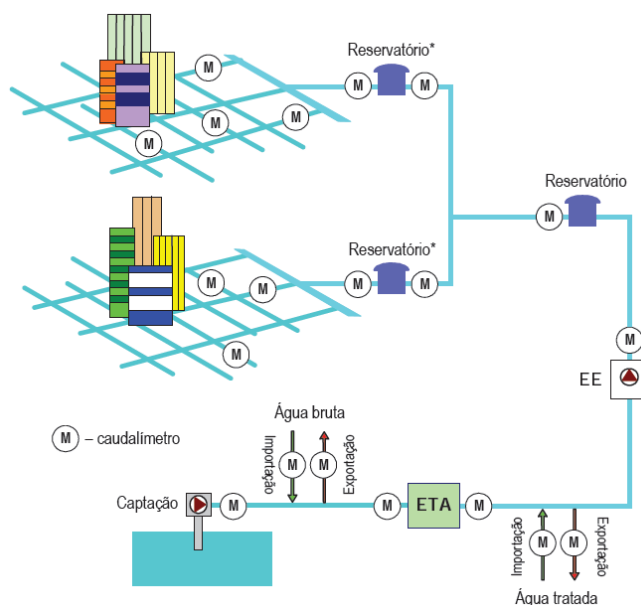 M
Reservatório*
M
M
M
M
M
Reservatório
M
Reservatório*
M
M
M
M
M
M
EE
Água bruta
M – caudalímetro
Importação
M
M
Exportação
Captação
M
M
ETA
M
Importação
M
M
Exportação
Água tratada